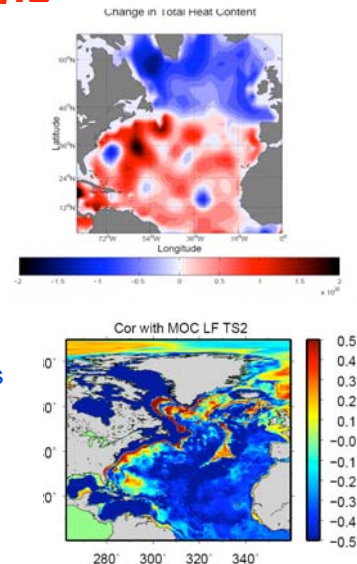 Change in Total Heat Content
60°N
48°N
36°N
24°N
12°N
Latitude
72°W 54°W 36°W 18°W 0°
Longitude
-2 -1.5 -1 -0.5 0 0.5 1 1.5 2
Cor with MOC LF TS2
0.5
0.4
0.3
0.2
0.1
-0.0
-0.1
-0.2
-0.3
-0.4
-0.5
280° 300° 320° 340°